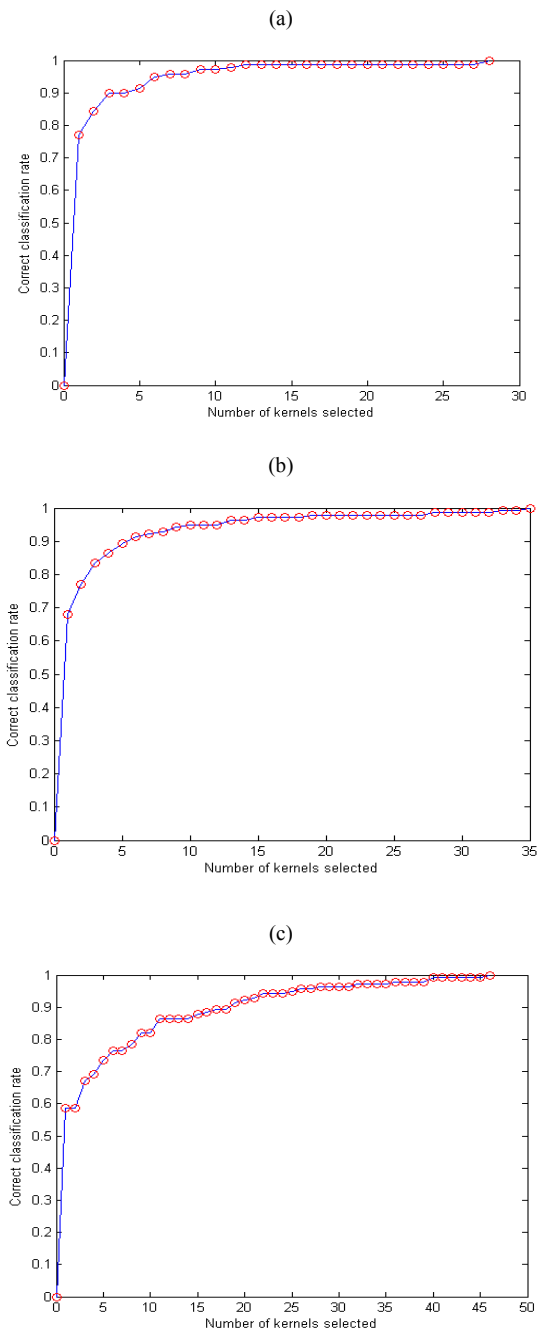 (a)
1
0.9
0.8
0.7
0.6
0.5
0.4
0.3
0.2
0.1
0
0 5 10 15 20 25 30
Correct classification rate
Number of kernels selected
(b)
1
0.9
0.8
0.7
0.6
0.5
0.4
0.3
0.2
0.1
0
0 5 10 15 20 25 30 35
Correct classification rate
Number of kernels selected
(c)
1
0.9
0.8
0.7
0.6
0.5
0.4
0.3
0.2
0.1
0
0 5 10 15 20 25 30 35 40 45 50
Correct classification rate
Number of kernels selected